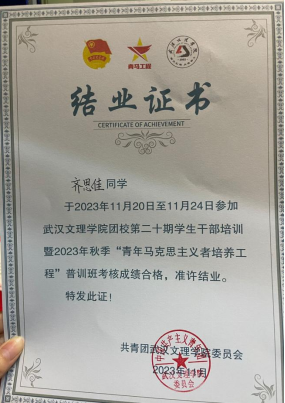 青马工程
结业证书
CERTIFICATE OF ACHIEVEMENT
齐思佳同学
于2023年11月20日至11月24日参加
武汉文理学院团校第二十期学生干部培训
暨2023年秋季“青年马克思主义者培养工
程”普训班考核成绩合格，准许结业。
特发此证！
共青团武汉文理学院委员会
2023年11月